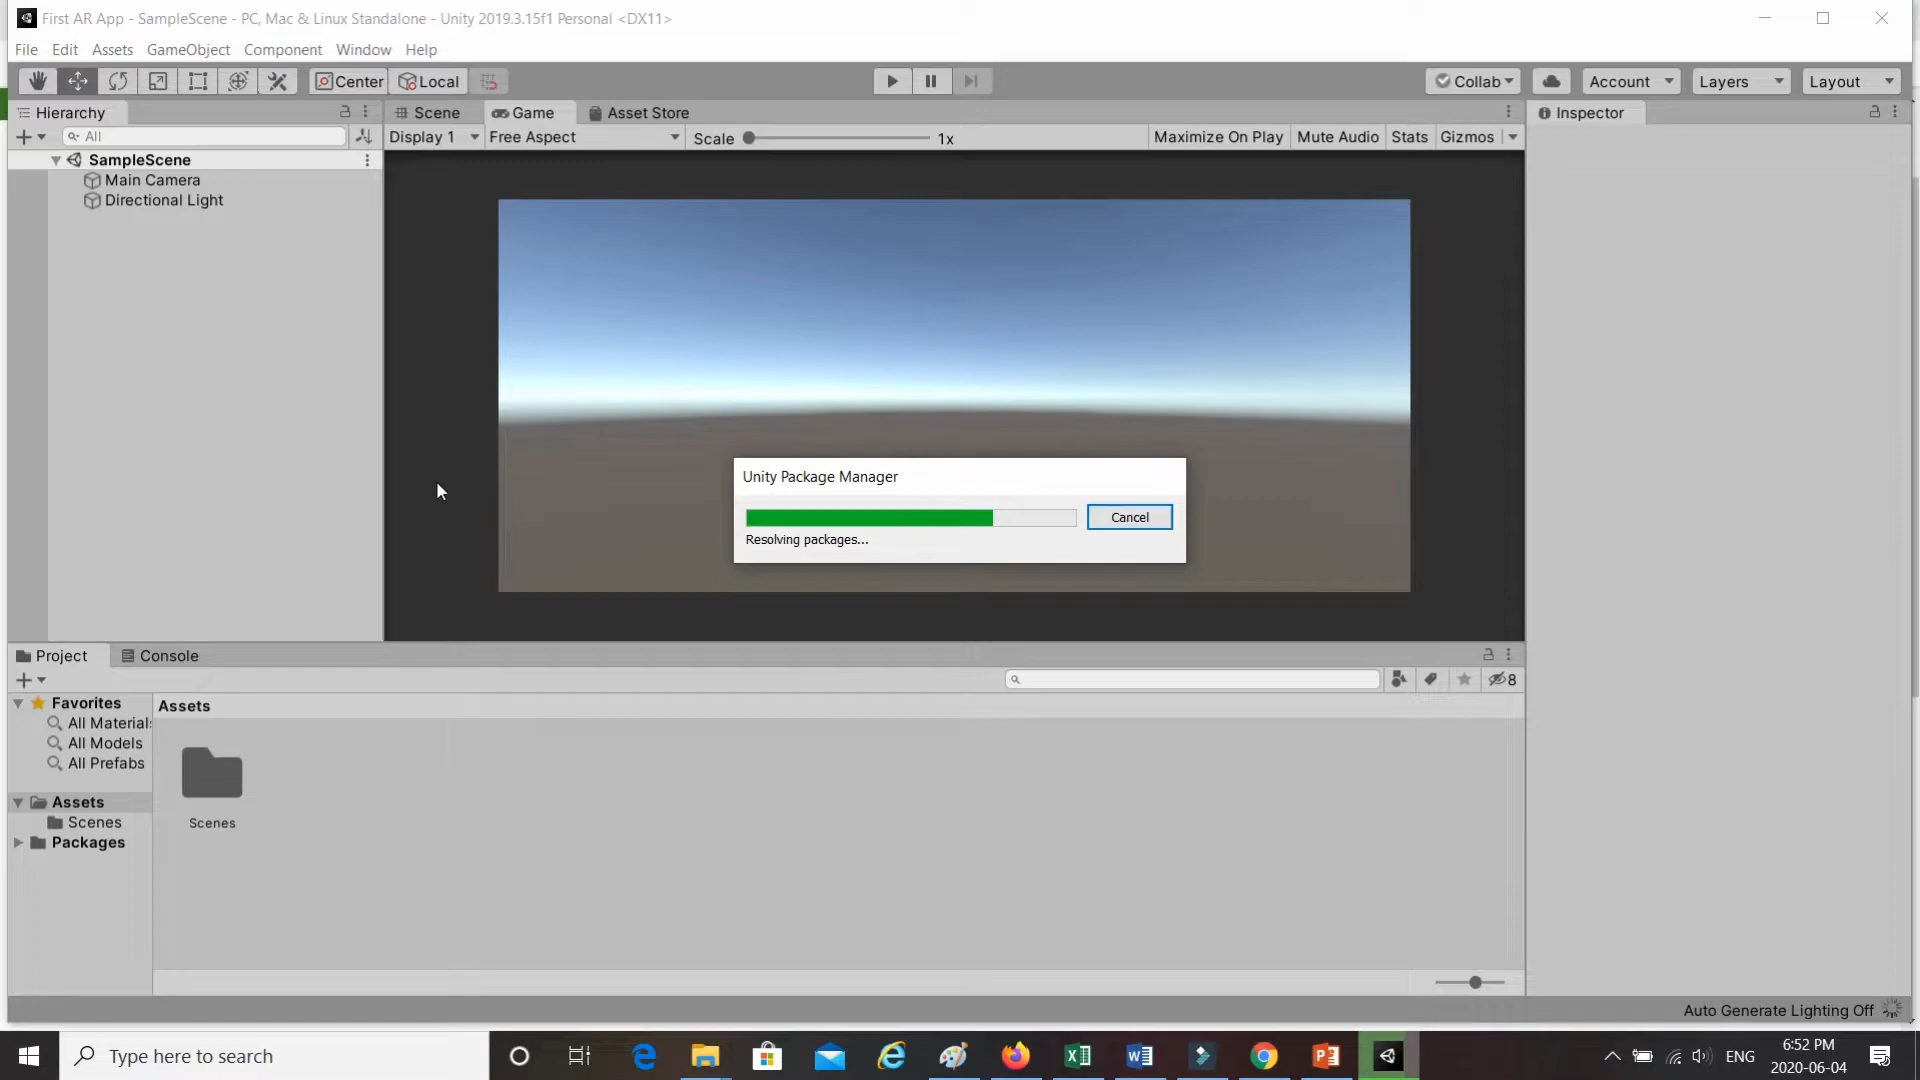 First AR App - SampleScene - PC, Mac & Linux Standalone - Unity 2019.3.15f1 Personal <DX11>
File Edit Assets GameObject Component Window Help
Center Local Collab Account Layers Layout
Hierarchy Scene Game Asset Store Inspector
All Display 1 Free Aspect Scale 1x Maximize On Play Mute Audio Stats Gizmos
SampleScene
Main Camera
Directional Light
Unity Package Manager
Cancel
Resolving packages...
Project Console
8
Favorites Assets
All Material
All Models
All Prefabs
Assets
Scenes Scenes
Packages
Auto Generate Lighting Off
Type here to search
ENG
6:52 PM
2020-06-04